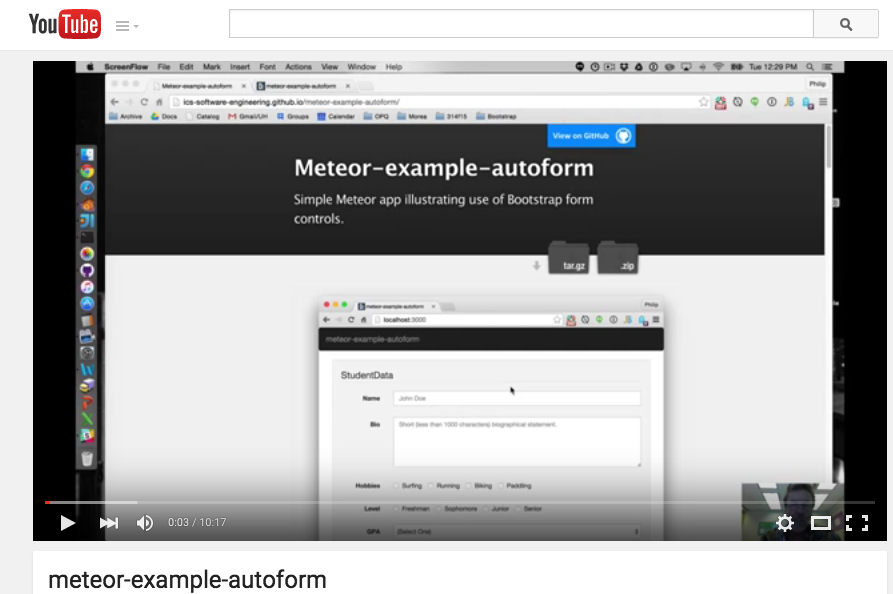 YouTube
ScreenFlow File Edit Mark Insert Font Actions View Window Help Tue 12:29 PM
Meteor-example-autoform meteor-example-autoform Philip
ics-software-engineering.github.io/meteor-example-autoform/
Archive Docs Catalog Gmail/UH Groups Calendar OPQ Morea 314f15 Bootstrap
View on GitHub
Meteor-example-autoform
Simple Meteor app illustrating use of Bootstrap form
controls.
tar.gz .zip
meteor-example-autoform Philip
localhost:3000
meteor-example-autoform
StudentData
Name John Doe
Bio Short (less than 1000 characters) biographical statement.
Hobbies Surfing Running Biking Paddling
Level Freshman Sophomore Junior Senior
GPA (Select One)
0:03 / 10:17
meteor-example-autoform